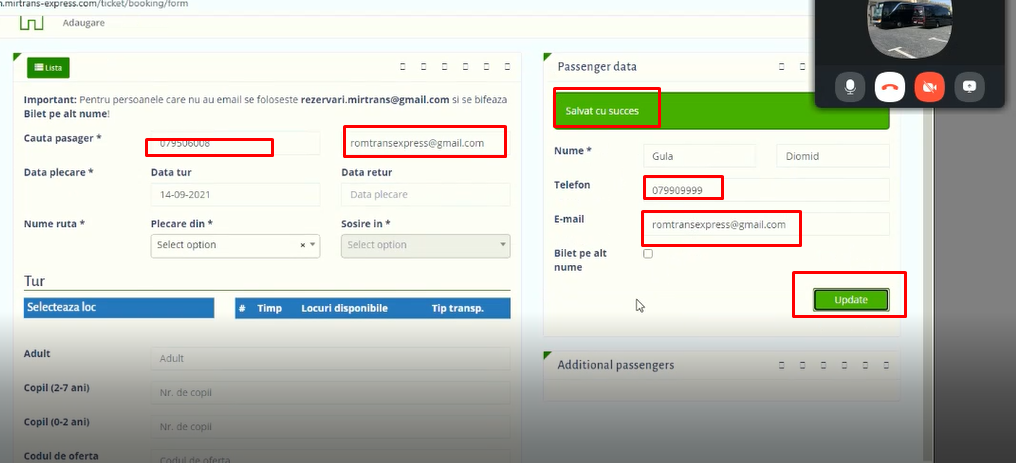 n.mirtrans-express.com/ticket/booking/form
Adaugare
Lista
Important: Pentru persoanele care nu au email se foloseste rezervari.mirtrans@gmail.com si se bifeaza
Bilet pe alt nume!
Cauta pasager *
079506008
romtransexpress@gmail.com
Data plecare *
Data tur
Data retur
14-09-2021
Data plecare
Nume ruta *
Plecare din *
Sosire in *
Select option
×
Select option
Tur
Selecteaza loc
# Timp Locuri disponibile Tip transp.
Adult
Adult
Copil (2-7 ani)
Nr. de copil
Copil (0-2 ani)
Nr. de copil
Codul de oferta
Codul de oferta
Passenger data
Salvat cu succes
Nume *
Gula
Diomid
Telefon
079909999
E-mail
romtransexpress@gmail.com
Bilet pe alt
nume
Update
Additional passengers